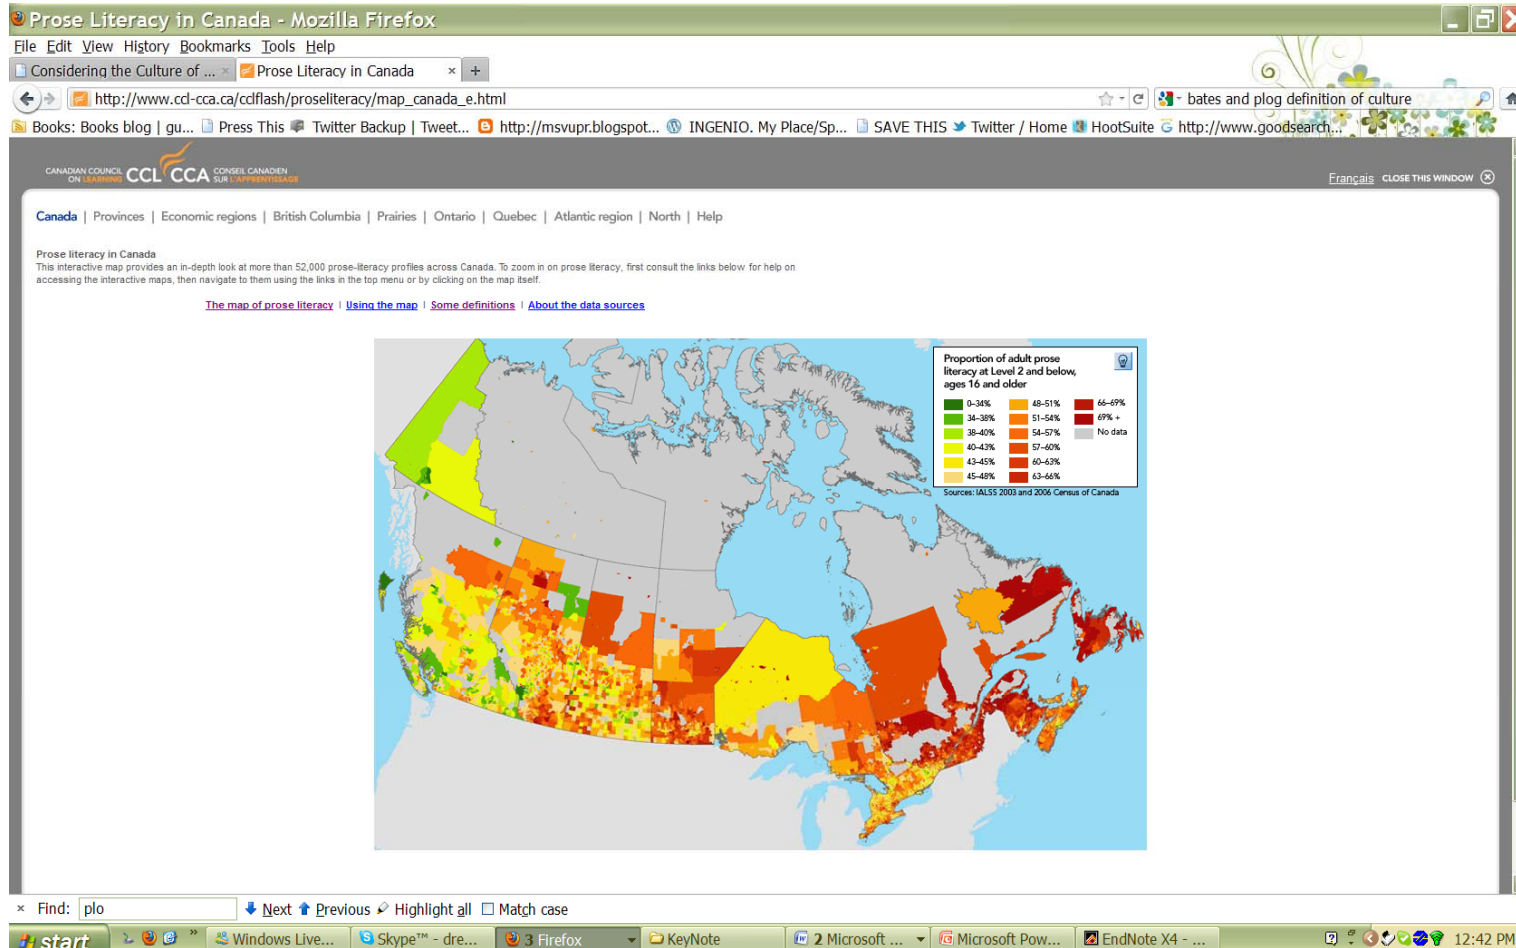 Prose Literacy in Canada - Mozilla Firefox
File Edit View History Bookmarks Tools Help
Considering the Culture of ... × Prose Literacy in Canada × +
http://www.ccl-cca.ca/cclflash/proseliteracy/map_canada_e.html bates and plog definition of culture
Books: Books blog | gu... Press This Twitter Backup | Tweet... http://msvupr.blogspot... INGENIO. My Place/Sp... SAVE THIS Twitter / Home HootSuite http://www.goodsearch...
CANADIAN COUNCIL ON LEARNING CCL CCA CONSEIL CANADIEN SUR L'APPRENTISSAGE
Français CLOSE THIS WINDOW
Canada | Provinces | Economic regions | British Columbia | Prairies | Ontario | Quebec | Atlantic region | North | Help
Prose literacy in Canada
This interactive map provides an in-depth look at more than 52,000 prose-literacy profiles across Canada. To zoom in on prose literacy, first consult the links below for help on
accessing the interactive maps, then navigate to them using the links in the top menu or by clicking on the map itself.
The map of prose literacy | Using the map | Some definitions | About the data sources
Proportion of adult prose
literacy at Level 2 and below,
ages 16 and older
0–34% 48–51% 66–69%
34–38% 51–54% 69% +
38–40% 54–57% No data
40–43% 57–60%
43–45% 60–63%
45–48% 63–66%
Sources: IALSS 2003 and 2006 Census of Canada
× Find: plo Next Previous Highlight all Match case
start Windows Live... Skype™ - dre... 3 Firefox KeyNote 2 Microsoft ... Microsoft Pow... EndNote X4 - ... 12:42 PM